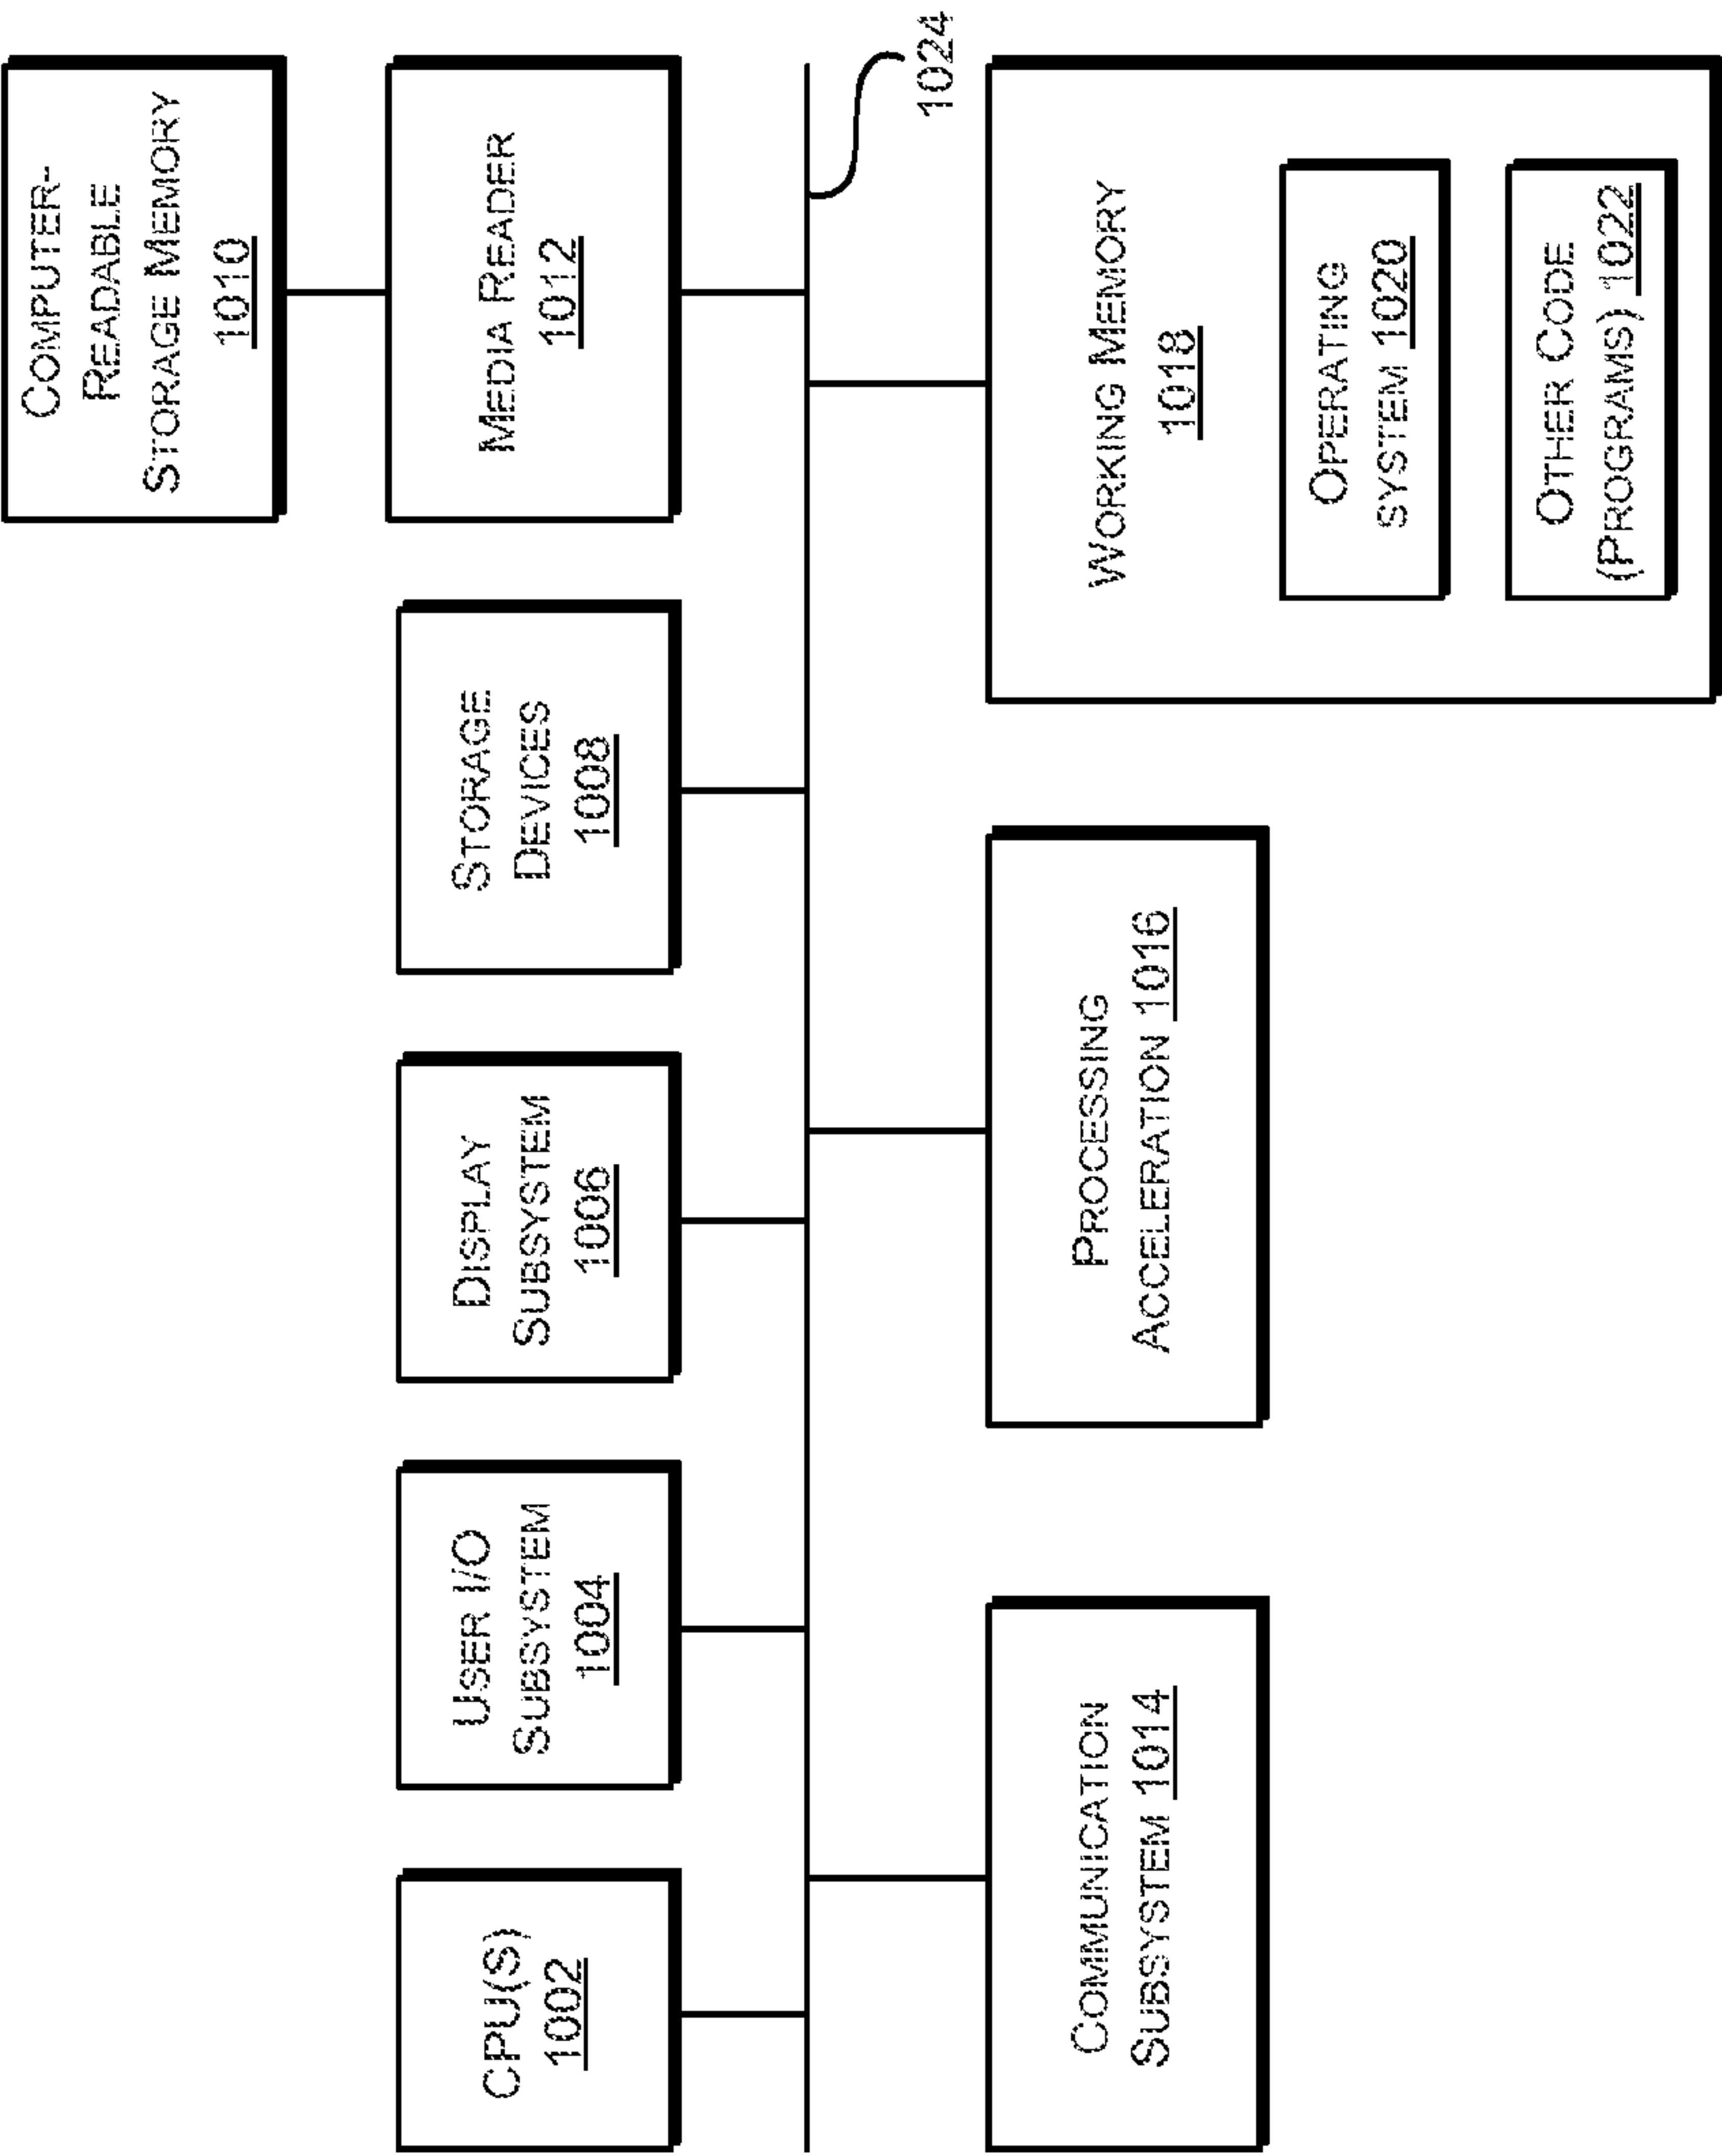 COMPUTER-
READABLE
STORAGE MEMORY
1010
CPU(S)
1002
USER I/O
SUBSYSTEM
1004
DISPLAY
SUBSYSTEM
1006
STORAGE
DEVICES
1008
MEDIA READER
1012
1024
COMMUNICATION
SUBSYSTEM 1014
PROCESSING
ACCELERATION 1016
WORKING MEMORY
1018
OPERATING
SYSTEM 1020
OTHER CODE
(PROGRAMS) 1022